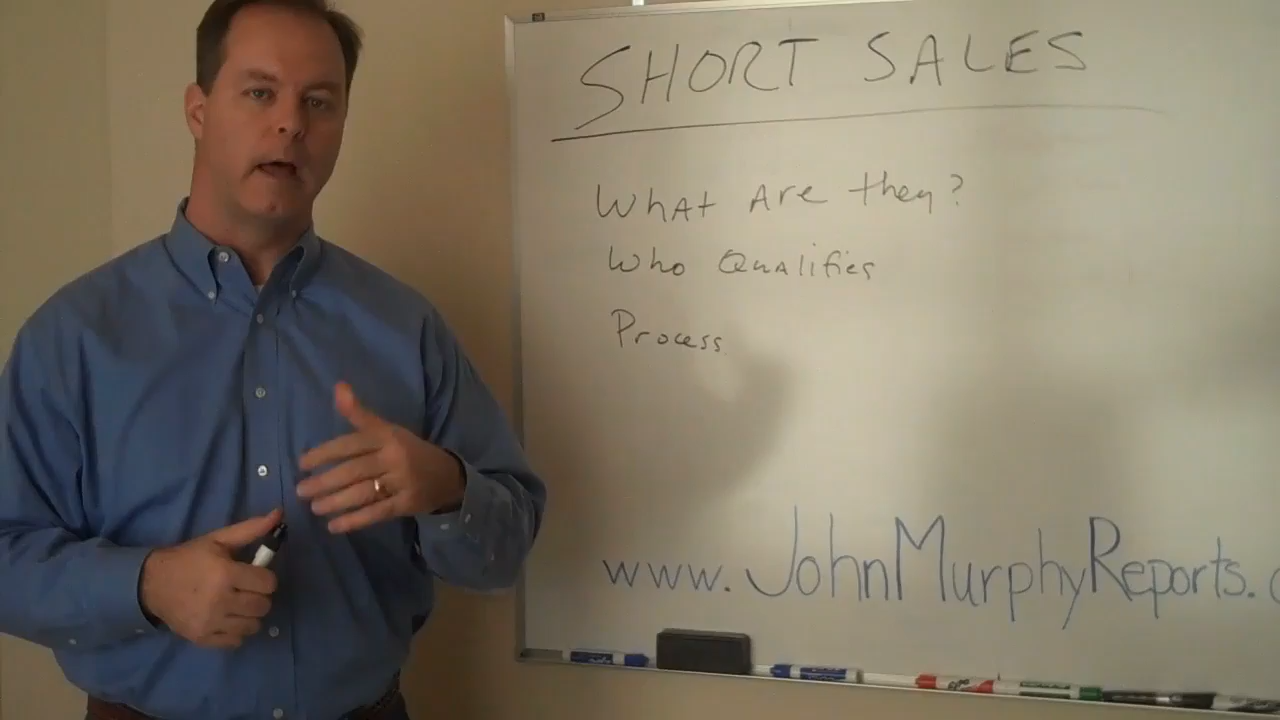 SHORT SALES
What Are they?
Who Qualifies
Process
www.JohnMurphyReports.c